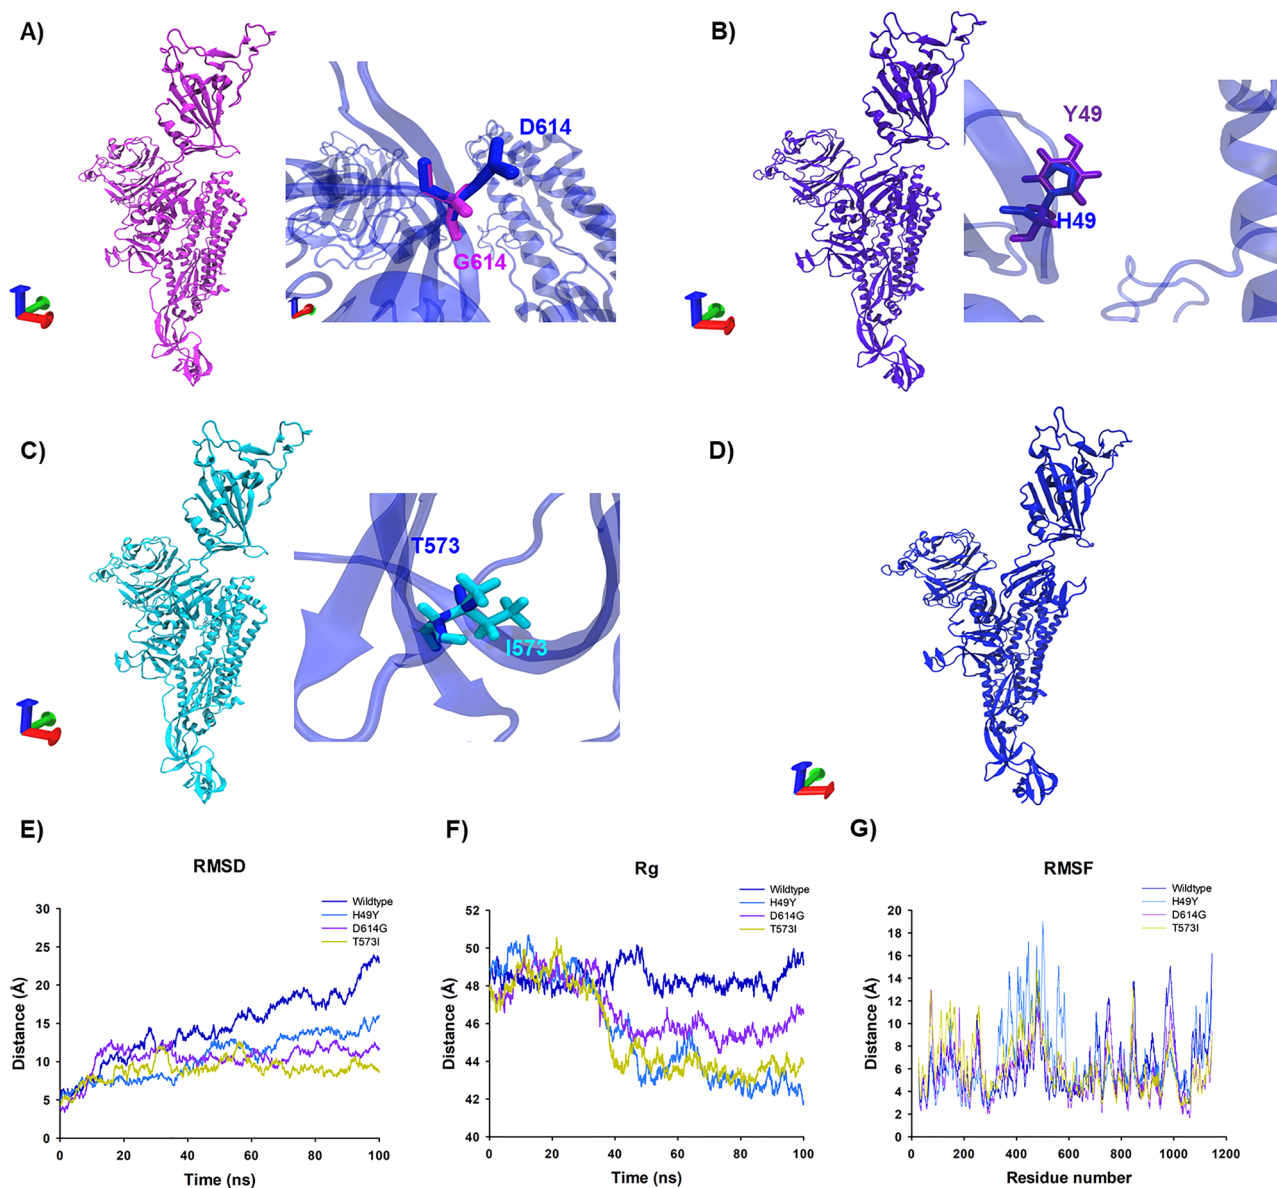 A)
D614
G614
B)
Y49
H49
C)
T573
I573
D)
E)
RMSD
Wildtype
H49Y
D614G
T573I
Distance (Å)
30
25
20
15
10
5
0
0 20 40 60 80 100
Time (ns)
F)
Rg
Wildtype
H49Y
D614G
T573I
Distance (Å)
52
50
48
46
44
42
40
0 20 40 60 80 100
Time (ns)
G)
RMSF
Wildtype
H49Y
D614G
T573I
Distance (Å)
20
18
16
14
12
10
8
6
4
2
0
0 200 400 600 800 1000 1200
Residue number